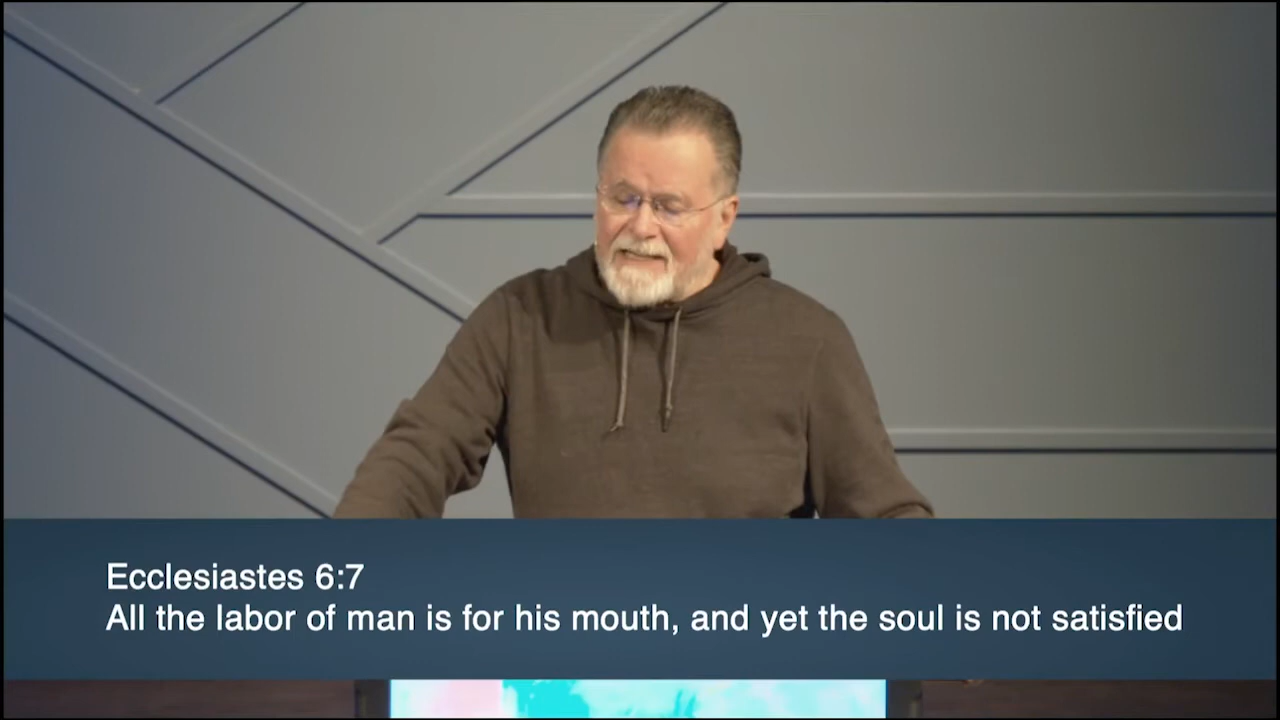 Ecclesiastes 6:7
All the labor of man is for his mouth, and yet the soul is not satisfied